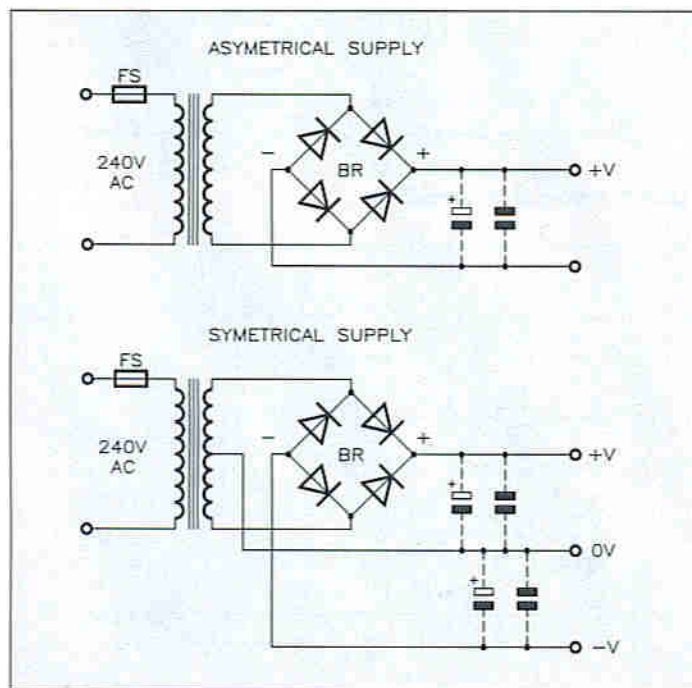 ASYMETRICAL SUPPLY
FS
240V
AC
−
BR
+
+V
+
SYMETRICAL SUPPLY
FS
240V
AC
−
BR
+
+V
+
0V
+
−V